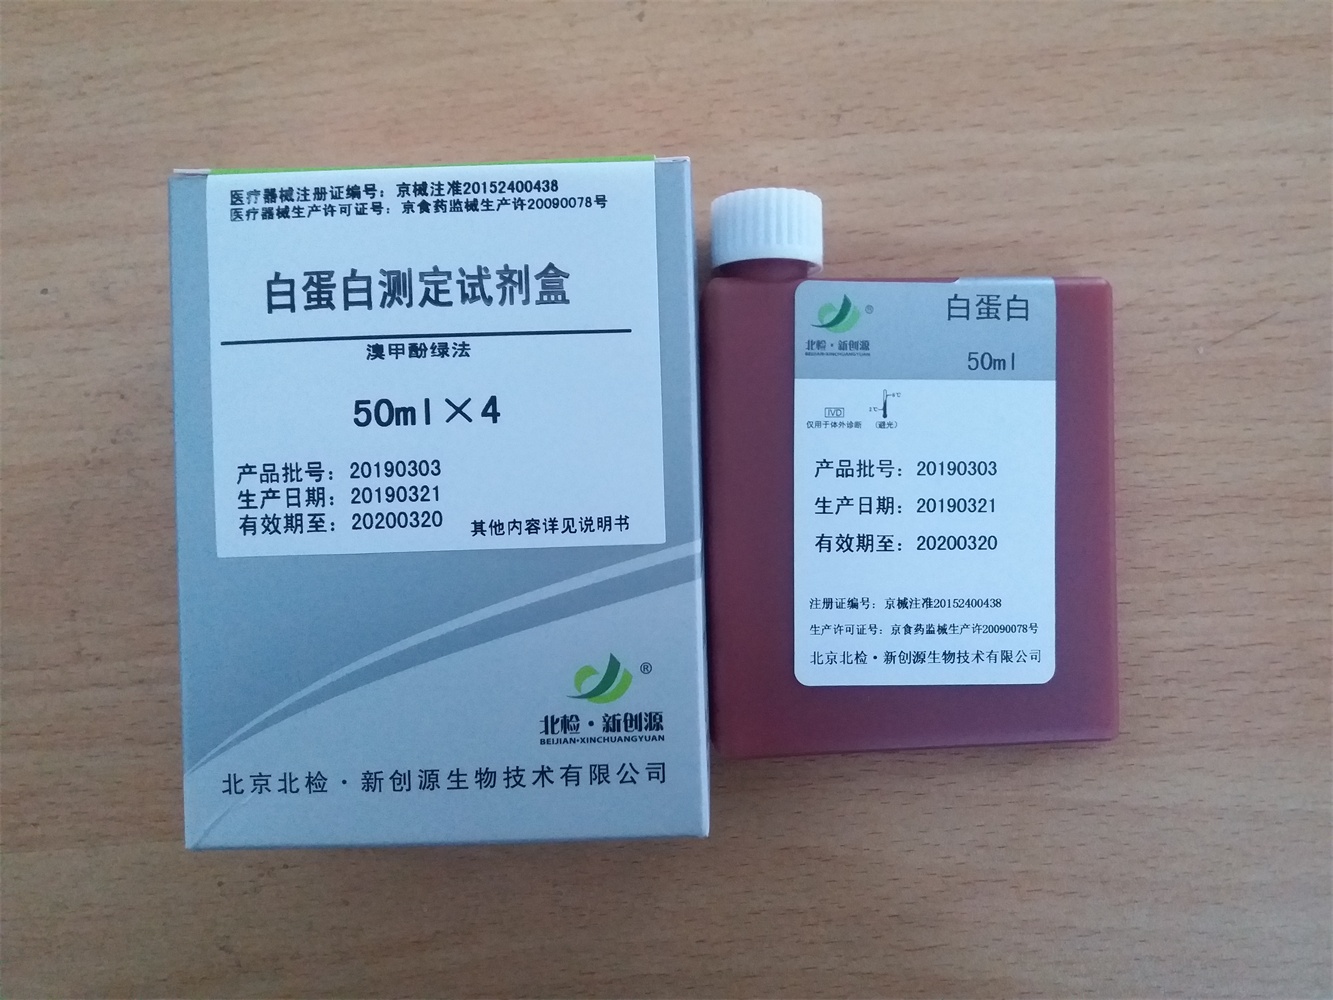 医疗器械注册证编号：京械注准20152400438
医疗器械生产许可证号：京食药监械生产许20090078号
白蛋白测定试剂盒
溴甲酚绿法
50ml×4
产品批号：20190303
生产日期：20190321
有效期至：20200320
其他内容详见说明书
北检·新创源
BEIJIAN·XINCHUANGYUAN
®
北京北检·新创源生物技术有限公司
®
北检·新创源
BEIJIAN·XINCHUANGYUAN
白蛋白
50ml
IVD
仅用于体外诊断
2℃
8℃
(避光)
产品批号：20190303
生产日期：20190321
有效期至：20200320
注册证编号：京械注准20152400438
生产许可证号：京食药监械生产许20090078号
北京北检·新创源生物技术有限公司